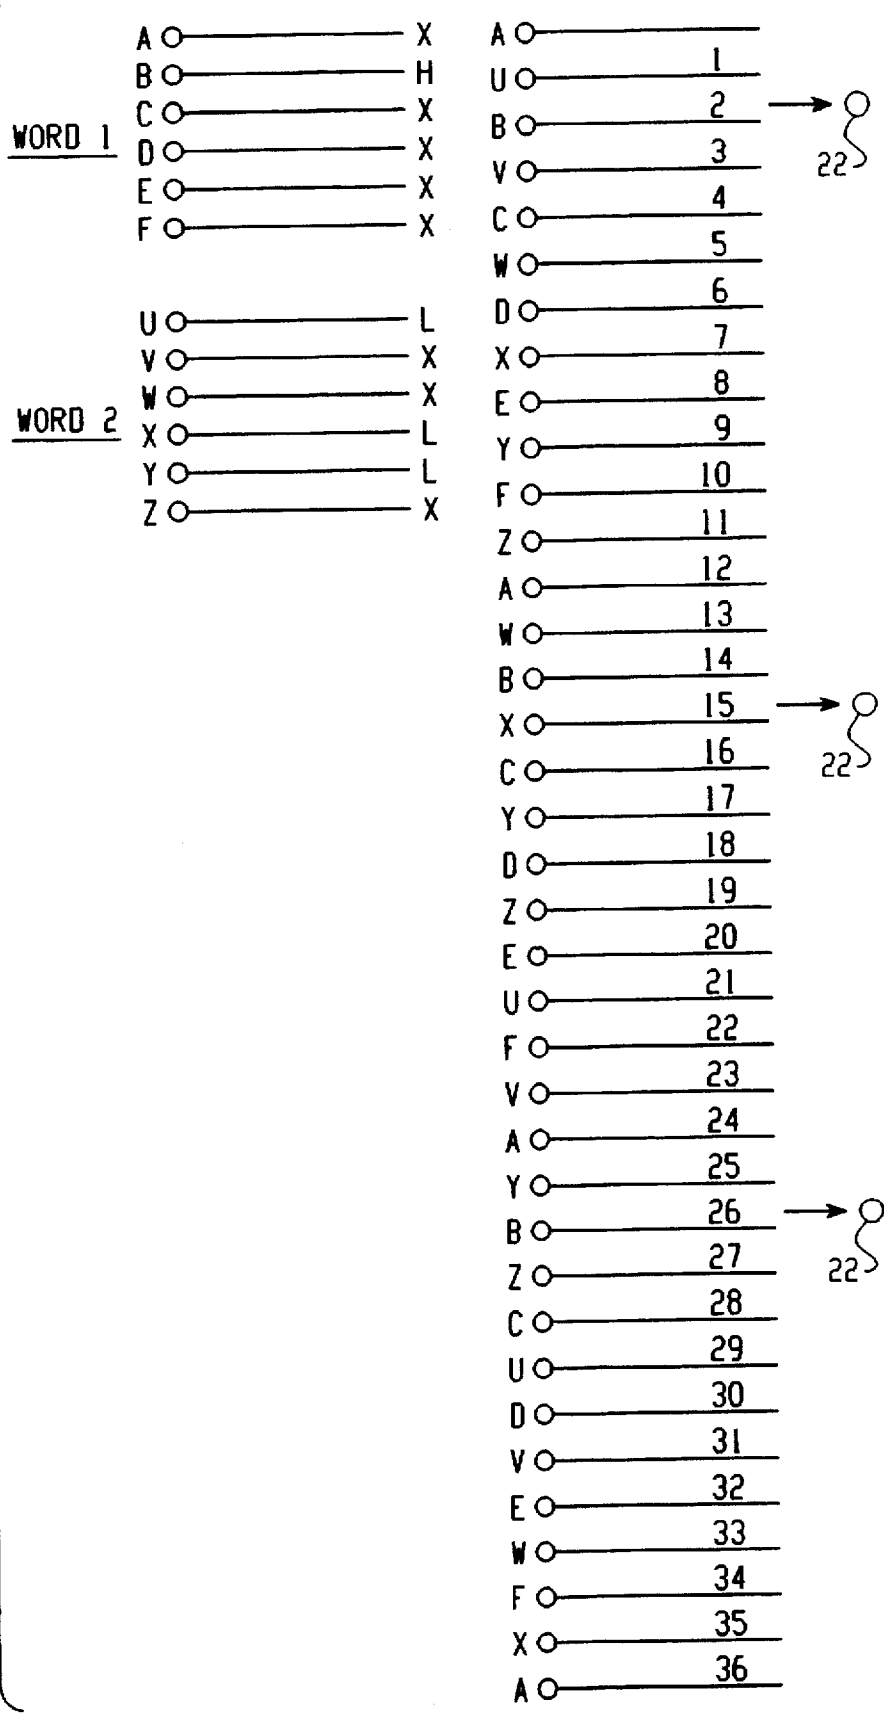 A X
B H
C X
WORD 1
D X
E X
F X
U L
V X
W X
WORD 2
X L
Y L
Z X
A
1
U
2
B
22
3
V
4
C
5
W
6
D
7
X
8
E
9
Y
10
F
11
Z
12
A
13
W
14
B
15
X
22
16
C
17
Y
18
D
19
Z
20
E
21
U
22
F
23
V
24
A
25
Y
26
B
22
27
Z
28
C
29
U
30
D
31
V
32
E
33
W
34
F
35
X
36
A